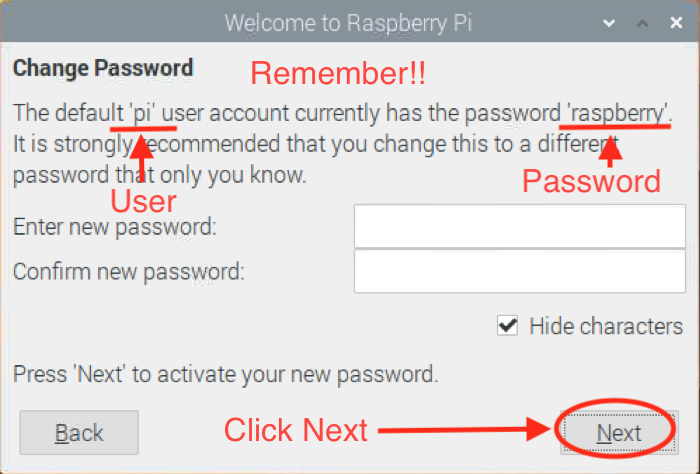 Welcome to Raspberry Pi
Change Password
Remember!!
The default 'pi' user account currently has the password 'raspberry'.
It is strongly recommended that you change this to a different
password that only you know.
User
Password
Enter new password:
Confirm new password:
Hide characters
Press 'Next' to activate your new password.
Back
Click Next
Next